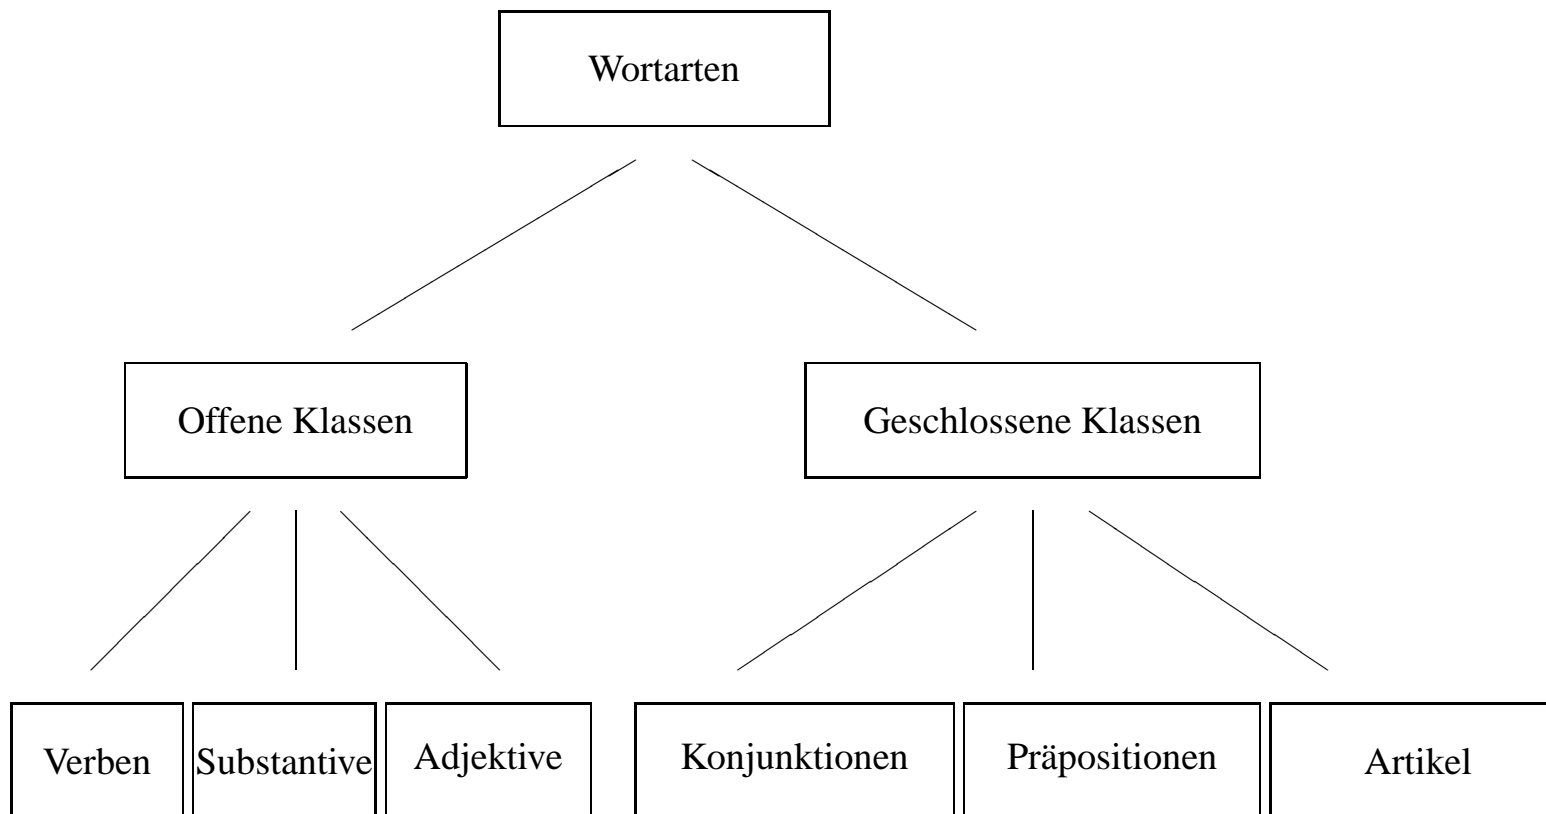 Wortarten
Offene Klassen
Geschlossene Klassen
Verben
Substantive
Adjektive
Konjunktionen
Präpositionen
Artikel